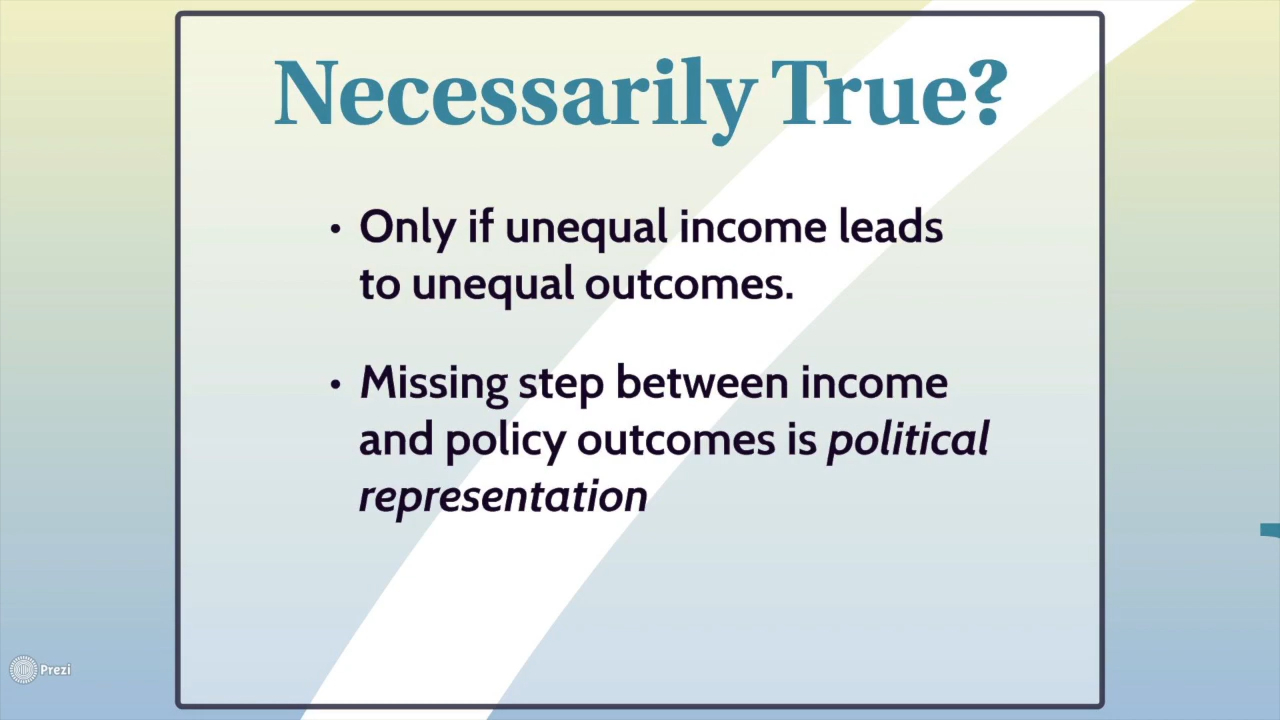 Necessarily True?
• Only if unequal income leads
to unequal outcomes.
• Missing step between income
and policy outcomes is political
representation
Prezi